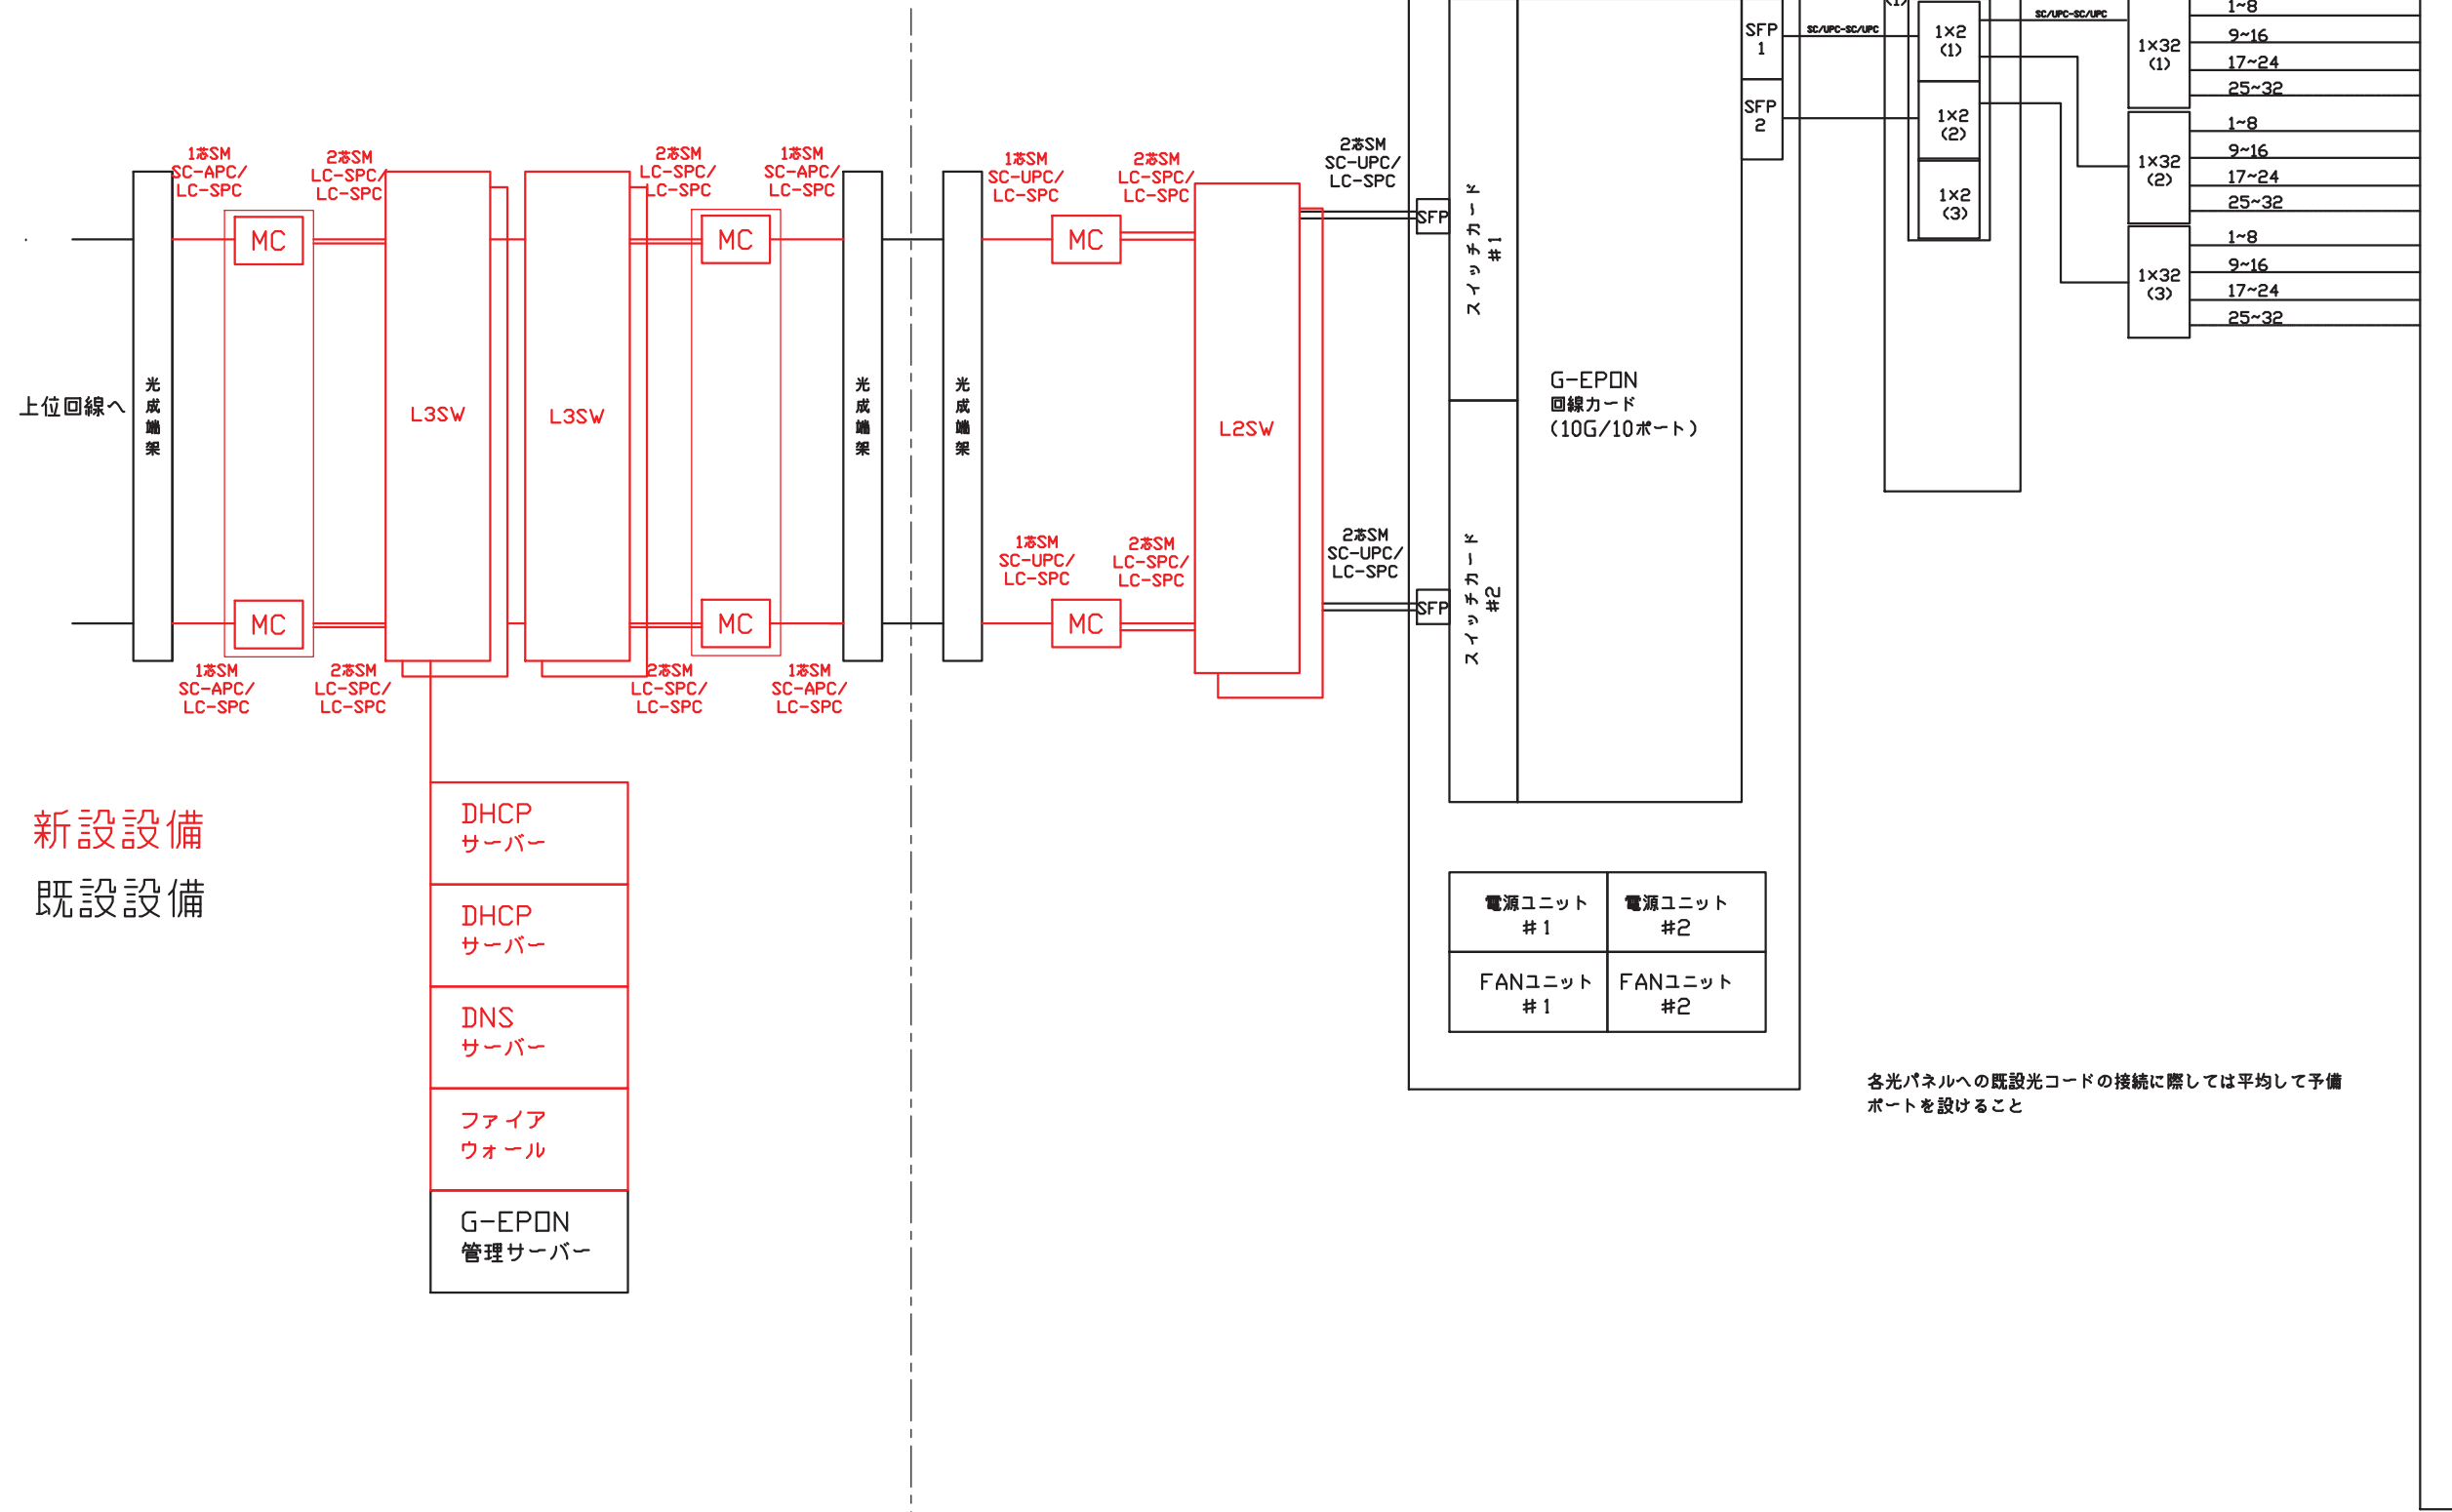 (1)
SFP
1
SC/UPC-SC/UPC
1×2
(1)
SC/UPC-SC/UPC
1×32
(1)
1~8
9~16
17~24
25~32
SFP
2
1×2
(2)
1×2
(3)
1×32
(2)
1~8
9~16
17~24
25~32
1×32
(3)
1~8
9~16
17~24
25~32
1芯SM
SC-APC/
LC-SPC
2芯SM
LC-SPC/
LC-SPC
2芯SM
LC-SPC/
LC-SPC
1芯SM
SC-APC/
LC-SPC
1芯SM
SC-UPC/
LC-SPC
2芯SM
LC-SPC/
LC-SPC
2芯SM
SC-UPC/
LC-SPC
MC
MC
MC
SFP
スイッチカード
#1
上位回線へ
光成端架
L3SW
L3SW
光成端架
光成端架
L2SW
G-EPON
回線カード
(10G/10ポート)
1芯SM
SC-UPC/
LC-SPC
2芯SM
LC-SPC/
LC-SPC
2芯SM
SC-UPC/
LC-SPC
MC
MC
MC
SFP
スイッチカード
#2
1芯SM
SC-APC/
LC-SPC
2芯SM
LC-SPC/
LC-SPC
2芯SM
LC-SPC/
LC-SPC
1芯SM
SC-APC/
LC-SPC
新設設備
既設設備
DHCP
サーバー
DHCP
サーバー
DNS
サーバー
ファイア
ウォール
G-EPON
管理サーバー
電源ユニット
#1
電源ユニット
#2
FANユニット
#1
FANユニット
#2
各光パネルへの既設光コードの接続に際しては平均して予備
ポートを設けること